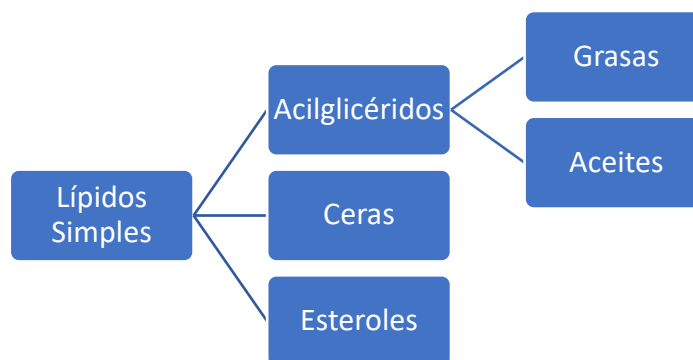 Lípidos
Simples
Acilglicéridos
Grasas
Aceites
Ceras
Esteroles